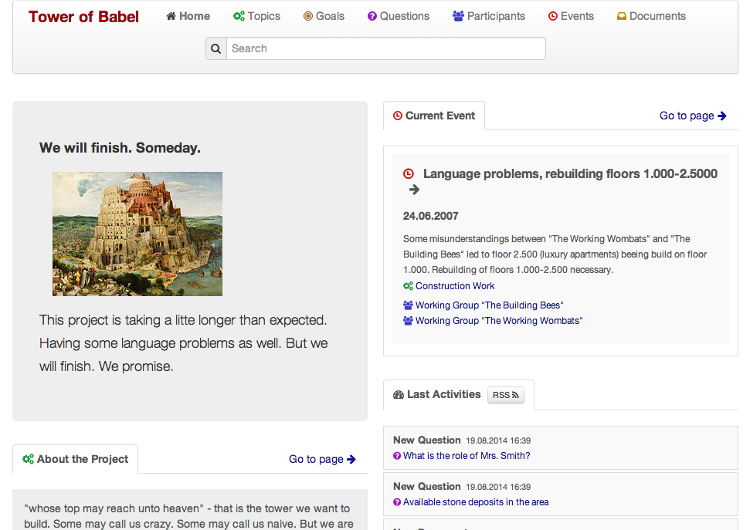 Tower of Babel
Home Topics Goals Questions Participants Events Documents
Search
We will finish. Someday.
This project is taking a litte longer than expected.
Having some language problems as well. But we
will finish. We promise.
About the Project
Go to page
"whose top may reach unto heaven" - that is the tower we want to
build. Some may call us crazy. Some may call us naive. But we are
Current Event
Go to page
Language problems, rebuilding floors 1.000-2.5000
24.06.2007
Some misunderstandings between "The Working Wombats" and "The
Building Bees" led to floor 2.500 (luxury apartments) beeing build on floor
1.000. Rebuilding of floors 1.000-2.500 necessary.
Construction Work
Working Group "The Building Bees"
Working Group "The Working Wombats"
Last Activities RSS
New Question 19.08.2014 16:39
What is the role of Mrs. Smith?
New Question 19.08.2014 16:39
Available stone deposits in the area